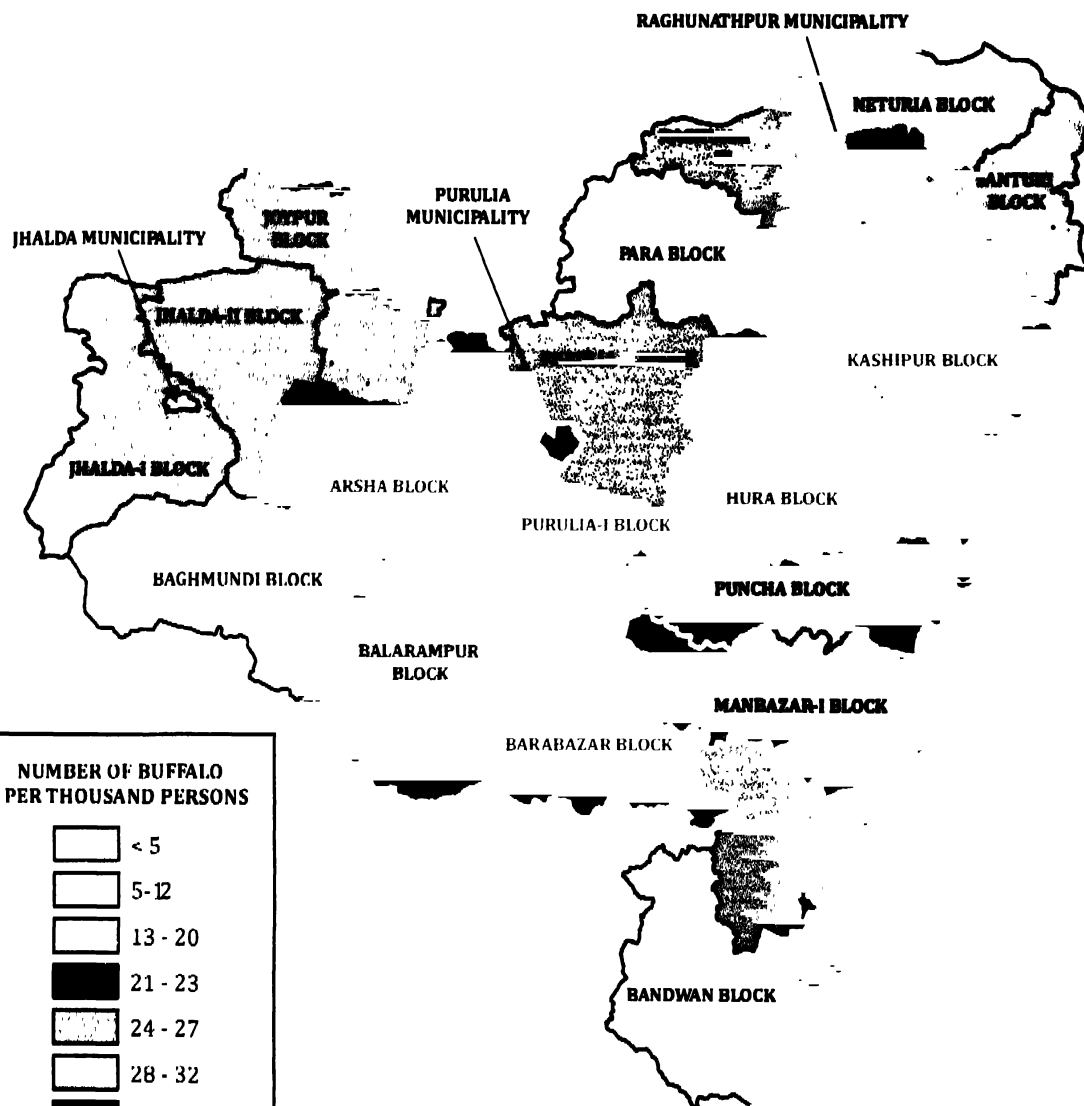 RAGHUNATHPUR MUNICIPALITY
NETURIA BLOCK
BLOCK
PURULIA
MUNICIPALITY
JOYPUR
BLOCK
JHALDA MUNICIPALITY
PARA BLOCK
JHALDA-II BLOCK
KASHIPUR BLOCK
JHALDA-I BLOCK
ARSHA BLOCK
HURA BLOCK
PURULIA-I BLOCK
BAGHMUNDI BLOCK
PUNCHA BLOCK
BALARAMPUR
BLOCK
MANBAZAR-I BLOCK
BARABAZAR BLOCK
BANDWAN BLOCK
NUMBER OF BUFFALO
PER THOUSAND PERSONS
< 5
5-12
13 - 20
21 - 23
24 - 27
28 - 32